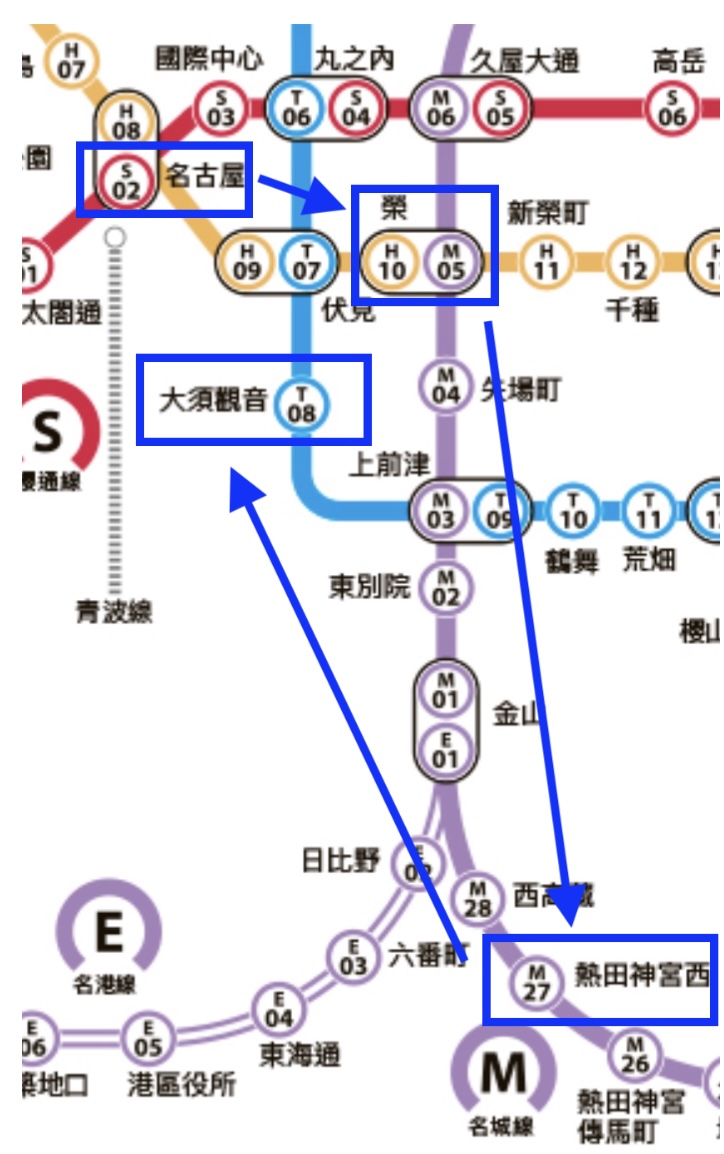 H
07
國際中心
丸之內
久屋大通
高岳
H
08
S
03
T
06
S
04
M
06
S
05
S
06
園
S
02
名古屋
榮
新榮町
01
H
09
T
07
H
10
M
05
H
11
H
12
太閤通
伏見
千種
大須觀音
T
08
M
04
矢場町
S
通線
上前津
M
03
T
09
T
10
T
11
鶴舞
荒畑
東別院
M
02
青波線
櫻山
M
01
E
01
金山
日比野
E
02
M
28
西高藏
E
名港線
E
03
六番町
M
27
熱田神宮西
E
04
東海通
E
06
E
05
築地口
港區役所
M
26
M
名城線
熱田神宮
傳馬町